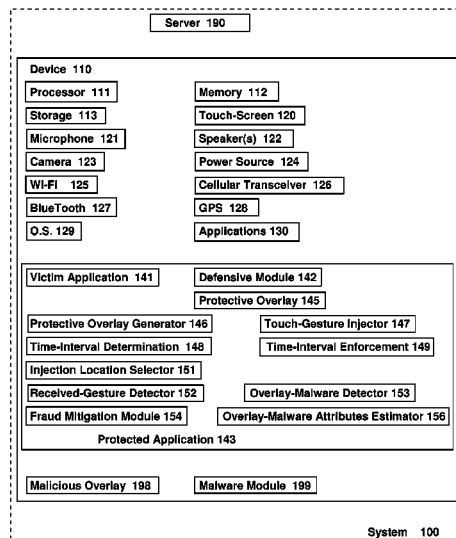 Server 190
Device 110
Processor 111
Memory 112
Storage 113
Touch-Screen 120
Microphone 121
Speaker(s) 122
Camera 123
Power Source 124
Wi-Fi 125
Cellular Transceiver 126
BlueTooth 127
GPS 128
O.S. 129
Applications 130
Victim Application 141
Defensive Module 142
Protective Overlay 145
Protective Overlay Generator 146
Touch-Gesture Injector 147
Time-Interval Determination 148
Time-Interval Enforcement 149
Injection Location Selector 151
Received-Gesture Detector 152
Overlay-Malware Detector 153
Fraud Mitigation Module 154
Overlay-Malware Attributes Estimator 156
Protected Application 143
Malicious Overlay 198
Malware Module 199
System 100